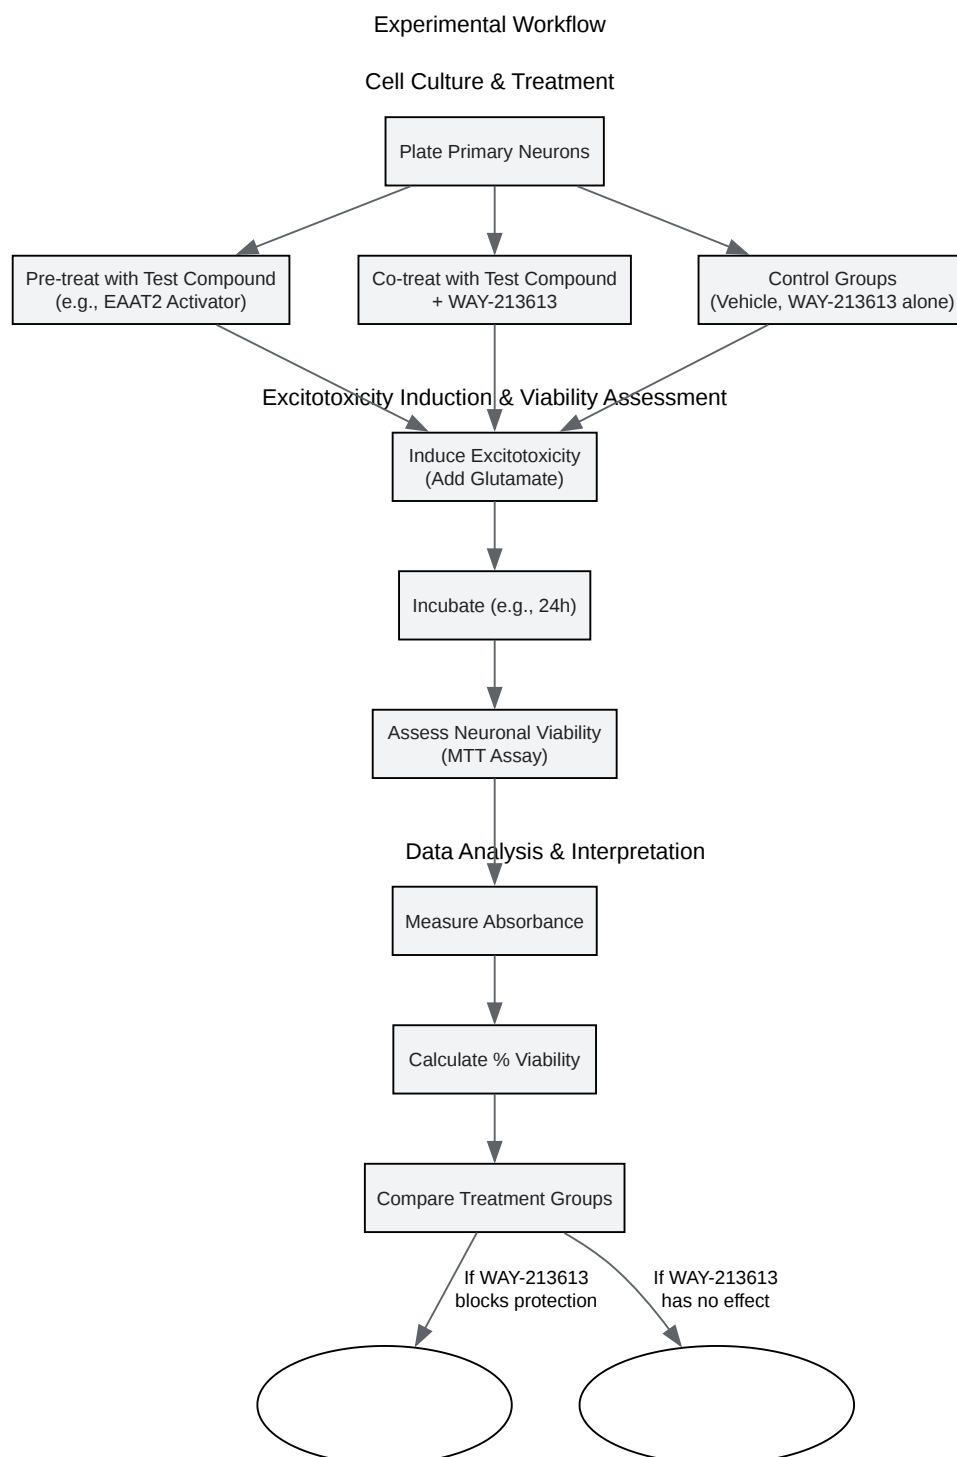 Experimental Workflow
Cell Culture & Treatment
Plate Primary Neurons
Pre-treat with Test Compound
(e.g., EAAT2 Activator)
Co-treat with Test Compound
+ WAY-213613
Control Groups
(Vehicle, WAY-213613 alone)
Excitotoxicity Induction & Viability Assessment
Induce Excitotoxicity
(Add Glutamate)
Incubate (e.g., 24h)
Assess Neuronal Viability
(MTT Assay)
Data Analysis & Interpretation
Measure Absorbance
Calculate % Viability
Compare Treatment Groups
If WAY-213613
blocks protection
If WAY-213613
has no effect